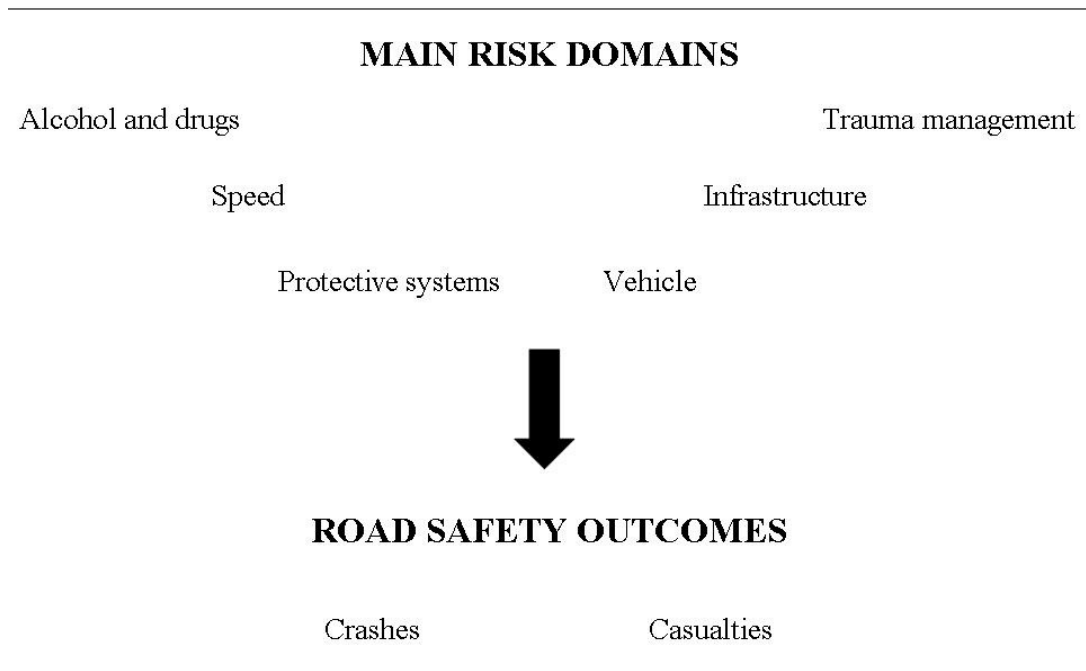 MAIN RISK DOMAINS
Alcohol and drugs Trauma management
Speed Infrastructure
Protective systems Vehicle
ROAD SAFETY OUTCOMES
Crashes Casualties